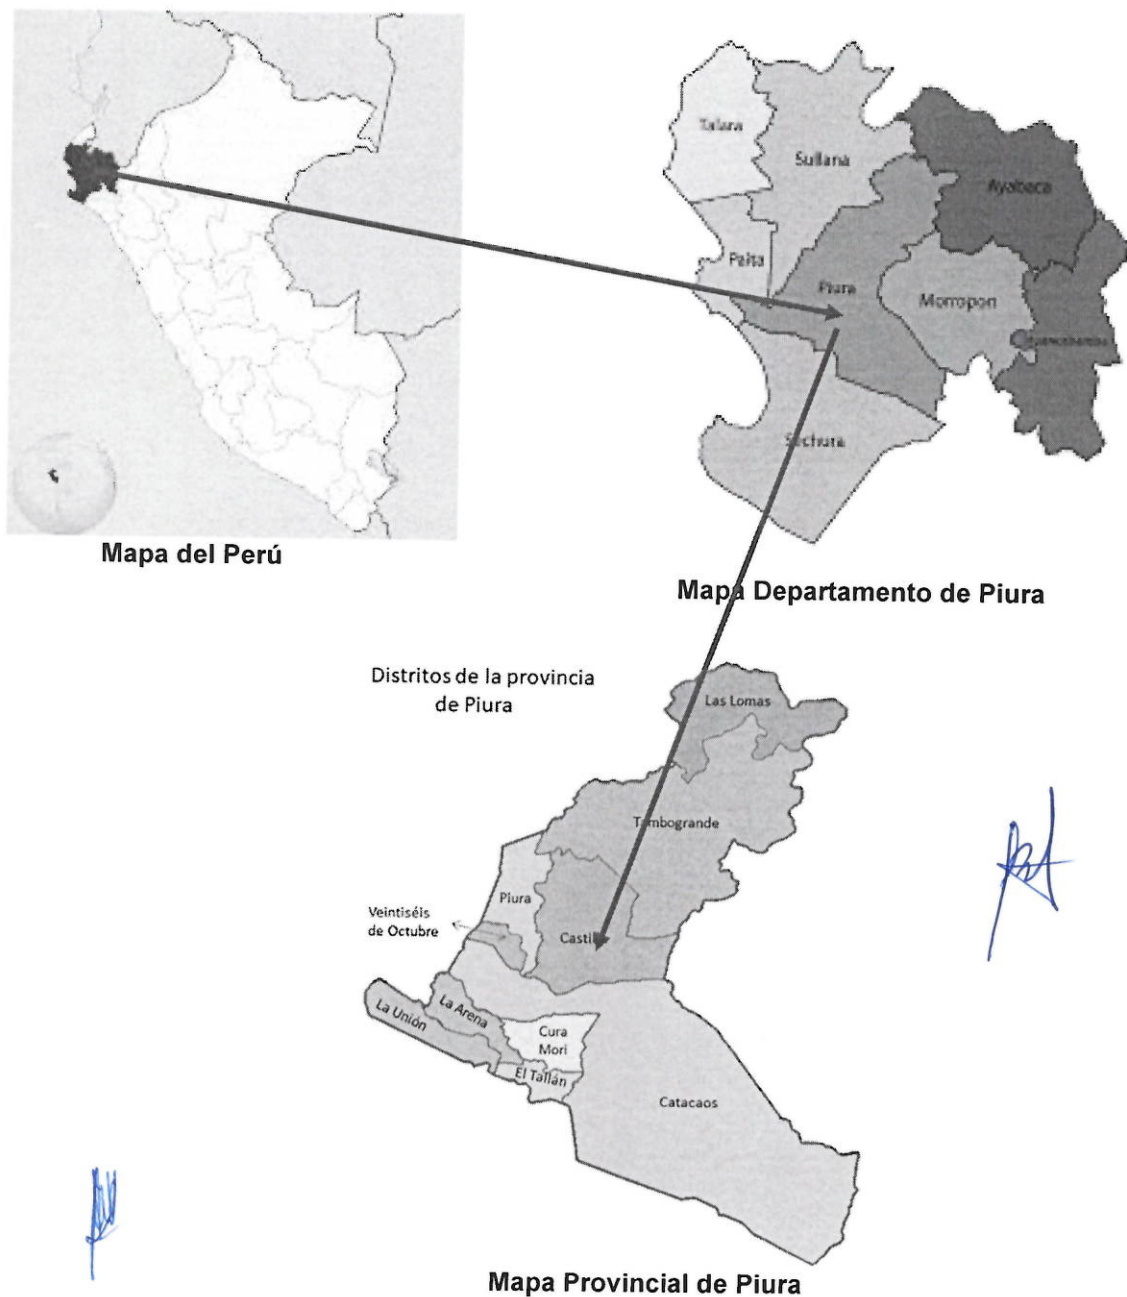 Talara
Sullana
Ayabaca
Paita
Piura
Morropon
Huancabamba
Sechura
Mapa del Perú
Mapa Departamento de Piura
Distritos de la provincia
de Piura
Las Lomas
Tambogrande
Piura
Veintiséis
de Octubre
Castilla
La Arena
La Unión
Cura
Mori
El Tallán
Catacaos
Mapa Provincial de Piura